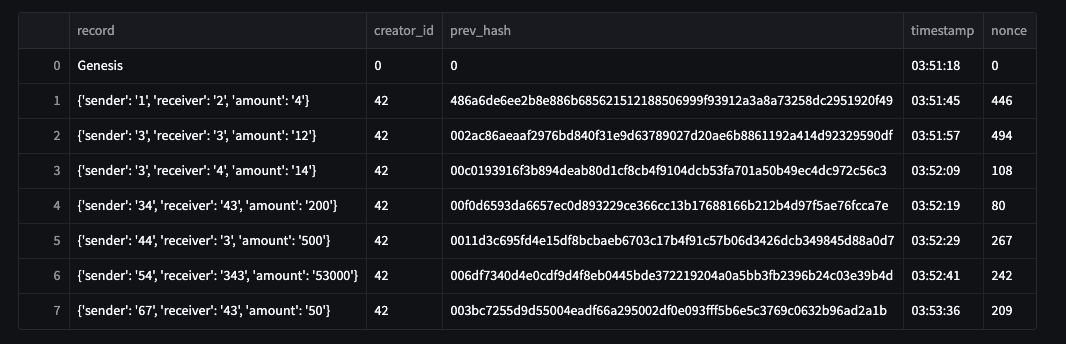 record creator_id prev_hash timestamp nonce
0 Genesis 0 0 03:51:18 0
1 {'sender': '1', 'receiver': '2', 'amount': '4'} 42 486a6de6ee2b8e886b685621512188506999f93912a3a8a73258dc2951920f49 03:51:45 446
2 {'sender': '3', 'receiver': '3', 'amount': '12'} 42 002ac86aeaaf2976bd840f31e9d63789027d20ae6b8861192a414d92329590df 03:51:57 494
3 {'sender': '3', 'receiver': '4', 'amount': '14'} 42 00c0193916f3b894deab80d1cf8cb4f9104dcb53fa701a50b49ec4dc972c56c3 03:52:09 108
4 {'sender': '34', 'receiver': '43', 'amount': '200'} 42 00f0d6593da6657ec0d893229ce366cc13b17688166b212b4d97f5ae76fcca7e 03:52:19 80
5 {'sender': '44', 'receiver': '3', 'amount': '500'} 42 0011d3c695fd4e15df8bcbaeb6703c17b4f91c57b06d3426dcb349845d88a0d7 03:52:29 267
6 {'sender': '54', 'receiver': '343', 'amount': '53000'} 42 006df7340d4e0cdf9d4f8eb0445bde372219204a0a5bb3fb2396b24c03e39b4d 03:52:41 242
7 {'sender': '67', 'receiver': '43', 'amount': '50'} 42 003bc7255d9d55004eadf66a295002df0e093fff5b6e5c3769c0632b96ad2a1b 03:53:36 209